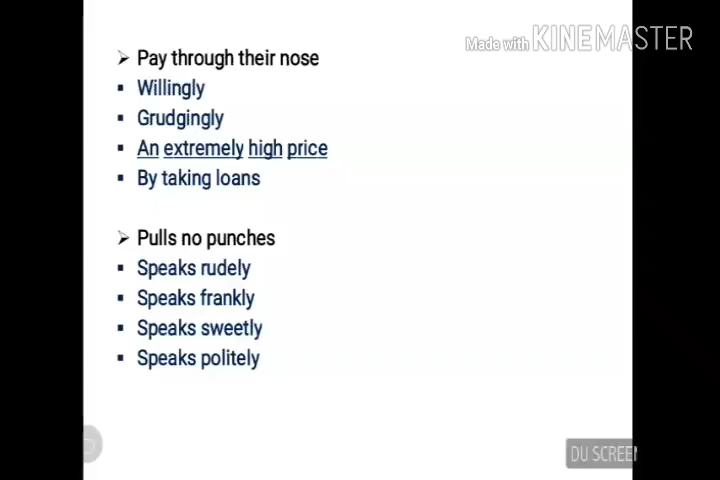 Made with KINEMASTER
➢ Pay through their nose
▪ Willingly
▪ Grudgingly
▪ An extremely high price
▪ By taking loans
➢ Pulls no punches
▪ Speaks rudely
▪ Speaks frankly
▪ Speaks sweetly
▪ Speaks politely
DU SCREEN